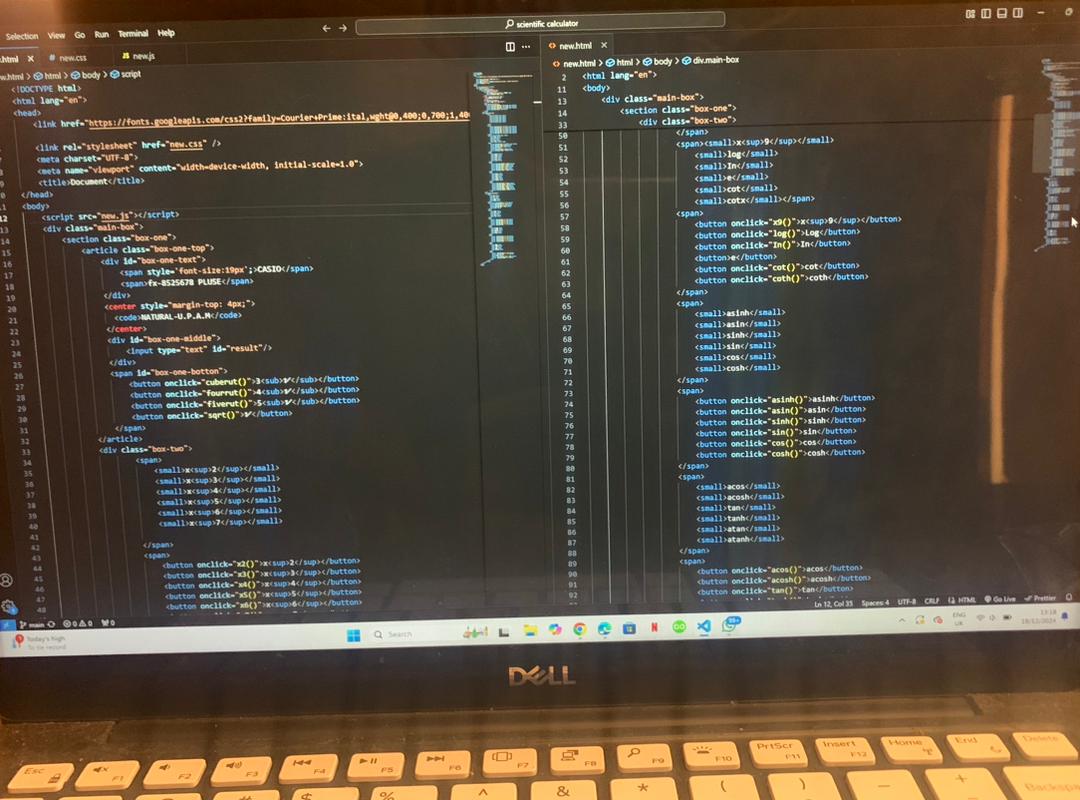 Selection View Go Run Terminal Help
scientific calculator
.html
# new.css
JS new.js
w.html html body script
<!DOCTYPE html>
<html lang="en">
<head>
<link href="https://fonts.googleapis.com/css2?family=Courier+Prime:ital,wght@0,400;0,700;1,40
<link rel="stylesheet" href="new.css" />
<meta charset="UTF-8">
<meta name="viewport" content="width=device-width, initial-scale=1.0">
<title>Document</title>
</head>
<body>
12 <script src="new.js"></script>
13 <div class="main-box">
14 <section class="box-one">
15 <article class="box-one-top">
16 <div id="box-one-text">
17 <span style='font-size:19px';>CASIO</span>
18 <span>fx-8525678 PLUSE</span>
19 </div>
20 <center style="margin-top: 4px;">
21 <code>NATURAL-U.P.A.M</code>
22 </center>
23 <div id="box-one-middle">
24 <input type="text" id="result"/>
25 </div>
26 <span id="box-one-botton">
27 <button onclick="cuberut()">3<sub>√</sub></button>
28 <button onclick="fourrut()">4<sub>√</sub></button>
29 <button onclick="fiverut()">5<sub>√</sub></button>
30 <button onclick="sqrt()">√</button>
31 </span>
32 </article>
33 <div class="box-two">
34 <span>
35 <small>x<sup>2</sup></small>
36 <small>x<sup>3</sup></small>
37 <small>x<sup>4</sup></small>
38 <small>x<sup>5</sup></small>
39 <small>x<sup>6</sup></small>
40 <small>x<sup>7</sup></small>
41
42 </span>
43 <span>
44 <button onclick="x2()">x<sup>2</sup></button>
45 <button onclick="x3()">x<sup>3</sup></button>
46 <button onclick="x4()">x<sup>4</sup></button>
47 <button onclick="x5()">x<sup>5</sup></button>
48 <button onclick="x6()">x<sup>6</sup></button>
new.html
new.html html body div.main-box
2 <html lang="en">
11 <body>
13 <div class="main-box">
14 <section class="box-one">
33 <div class="box-two">
50 </span>
51 <span><small>x<sup>9</sup></small>
52 <small>log</small>
53 <small>In</small>
54 <small>e</small>
55 <small>cot</small>
56 <small>cotx</small></span>
57 <span>
58 <button onclick="x9()">x<sup>9</sup></button>
59 <button onclick="log()">Log</button>
60 <button onclick="In()">In</button>
61 <button>e</button>
62 <button onclick="cot()">cot</button>
63 <button onclick="coth()">coth</button>
64 </span>
65 <span>
66 <small>asinh</small>
67 <small>asin</small>
68 <small>sinh</small>
69 <small>sin</small>
70 <small>cos</small>
71 <small>cosh</small>
72 </span>
73 <span>
74 <button onclick="asinh()">asinh</button>
75 <button onclick="asin()">asin</button>
76 <button onclick="sinh()">sinh</button>
77 <button onclick="sin()">sin</button>
78 <button onclick="cos()">cos</button>
79 <button onclick="cosh()">cosh</button>
80 </span>
81 <span>
82 <small>acos</small>
83 <small>acosh</small>
84 <small>tan</small>
85 <small>tanh</small>
86 <small>atan</small>
87 <small>atanh</small>
88 </span>
89 <span>
90 <button onclick="acos()">acos</button>
91 <button onclick="acosh()">acosh</button>
92 <button onclick="tan()">tan</button>
main 0 0 0
Ln 12, Col 35 Spaces: 4 UTF-8 CRLF HTML Go Live Prettier
Today's high
To tie record
Search
99+
ENG
UK
13:18
18/12/2024
DELL
Esc F1 F2 F3 F4 F5 F6 F7 F8 F9 F10 PrtScr F11 Insert F12 Home End Delete
# $ % ^ & * ( ) - + Backspa